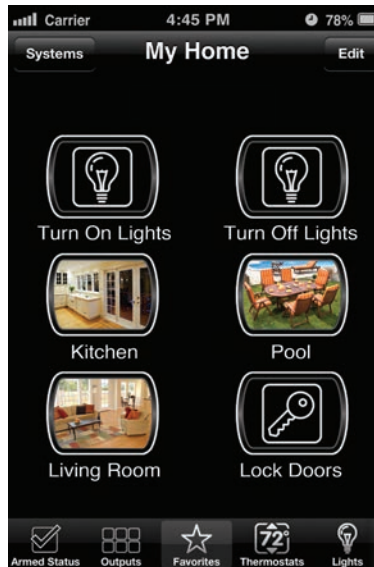 Carrier 4:45 PM 78%
Systems My Home Edit
Turn On Lights Turn Off Lights
Kitchen Pool
Living Room Lock Doors
72°
Armed Status Outputs Favorites Thermostats Lights